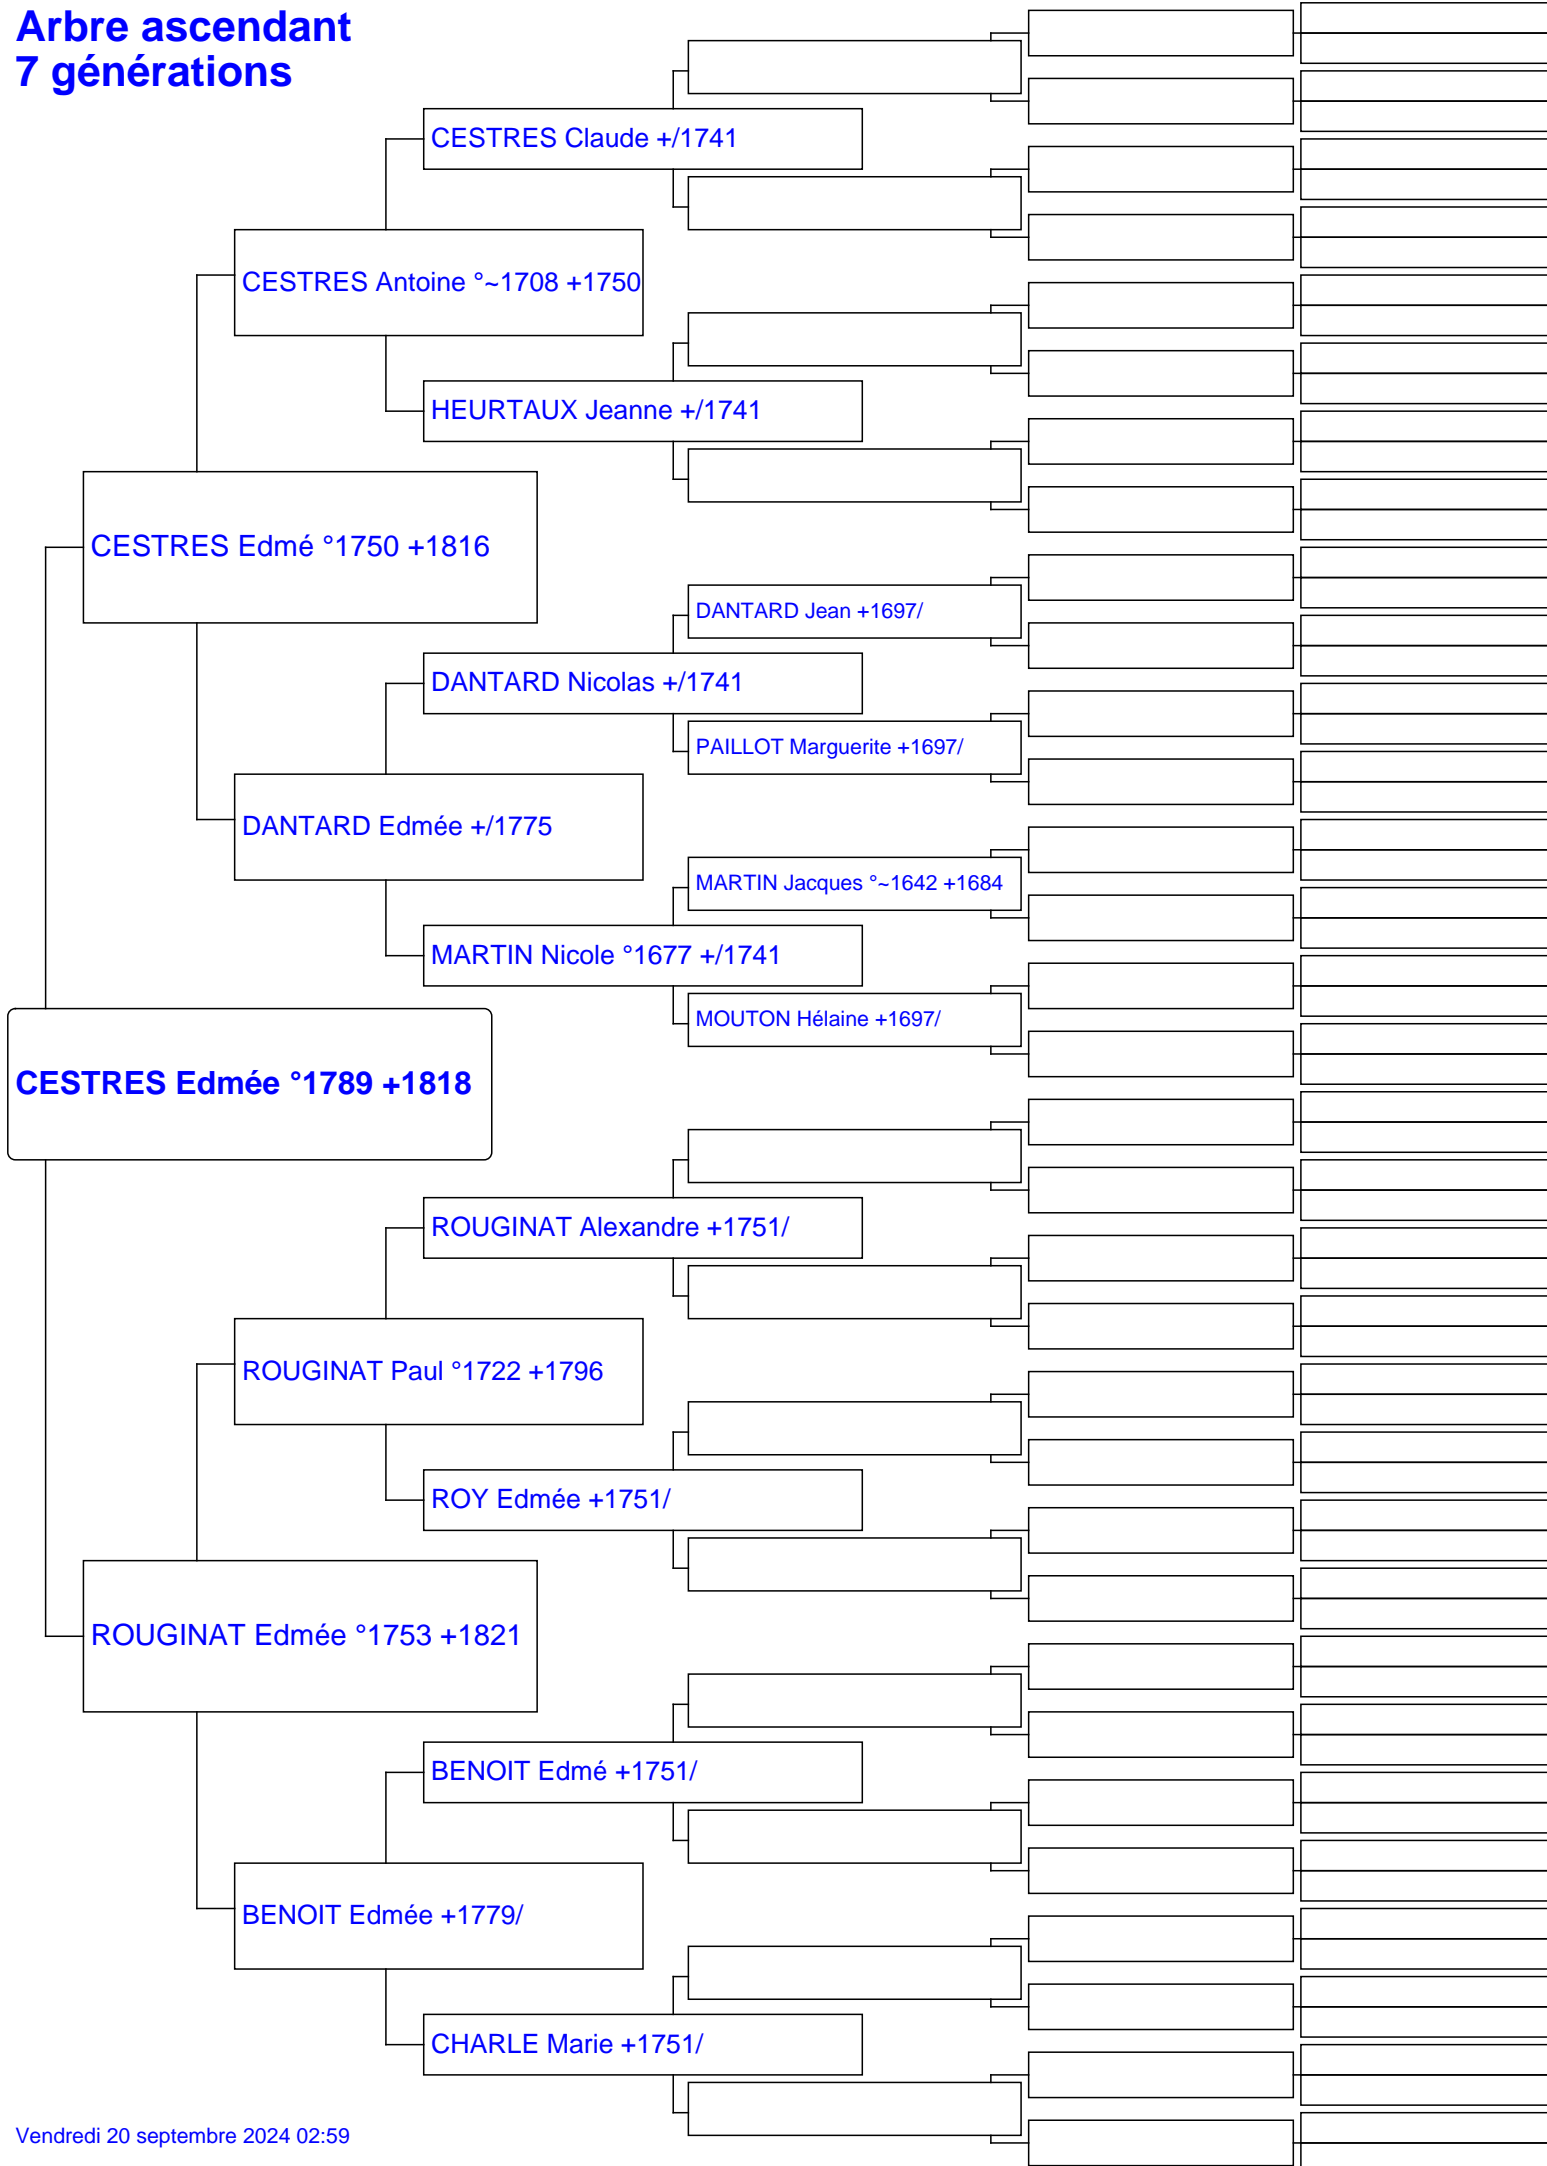 Arbre ascendant
7 générations
CESTRES Claude +/1741
CESTRES Antoine °~1708 +1750
HEURTAUX Jeanne +/1741
CESTRES Edmé °1750 +1816
DANTARD Jean +1697/
DANTARD Nicolas +/1741
PAILLOT Marguerite +1697/
DANTARD Edmée +/1775
MARTIN Jacques °~1642 +1684
MARTIN Nicole °1677 +/1741
MOUTON Hélaine +1697/
CESTRES Edmée °1789 +1818
ROUGINAT Alexandre +1751/
ROUGINAT Paul °1722 +1796
ROY Edmée +1751/
ROUGINAT Edmée °1753 +1821
BENOIT Edmé +1751/
BENOIT Edmée +1779/
CHARLE Marie +1751/
Vendredi 20 septembre 2024 02:59